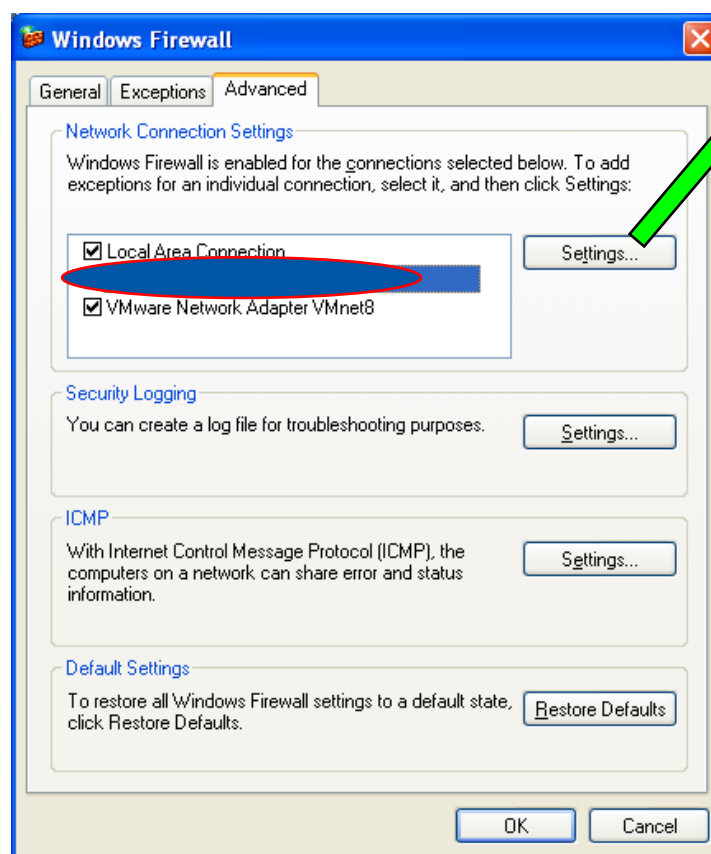 Windows Firewall
General Exceptions Advanced
Network Connection Settings
Windows Firewall is enabled for the connections selected below. To add
exceptions for an individual connection, select it, and then click Settings:
Local Area Connection
Settings...
VMware Network Adapter VMnet8
Security Logging
You can create a log file for troubleshooting purposes.
Settings...
ICMP
With Internet Control Message Protocol (ICMP), the
computers on a network can share error and status
information.
Settings...
Default Settings
To restore all Windows Firewall settings to a default state,
click Restore Defaults.
Restore Defaults
OK Cancel